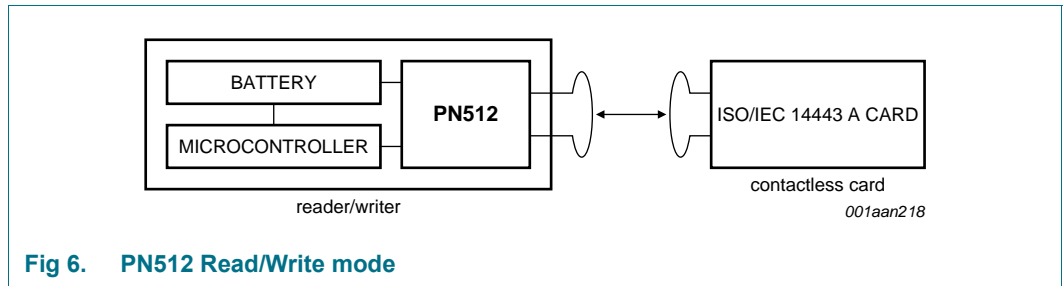 BATTERY
MICROCONTROLLER
PN512
ISO/IEC 14443 A CARD
reader/writer
contactless card
001aan218
Fig 6. PN512 Read/Write mode